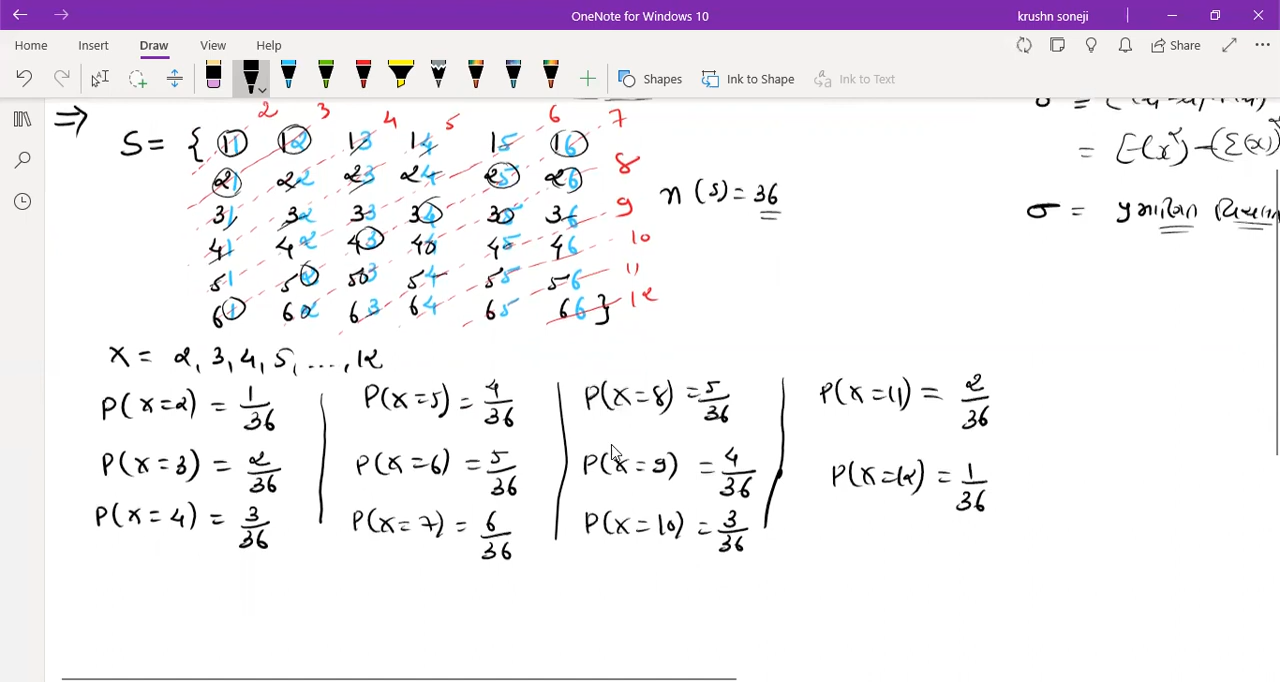 OneNote for Windows 10
krushn soneji
Home Insert Draw View Help
Share
Shapes Ink to Shape Ink to Text
2 3 4 5 6 7
⇒ S = { 11 12 13 14 15 16
21 22 23 24 25 26 8
31 32 33 34 35 36 9
41 42 43 44 45 46 10
51 52 53 54 55 56 11
61 62 63 64 65 66 } 12
n (S) = 36
σ =
σ =
x = 2, 3, 4, 5, ...., 12
P(x=2) = 1/36
P(x=3) = 2/36
P(x=4) = 3/36
P(x=5) = 4/36
P(x=6) = 5/36
P(x=7) = 6/36
P(x=8) = 5/36
P(x=9) = 4/36
P(x=10) = 3/36
P(x=11) = 2/36
P(x=12) = 1/36